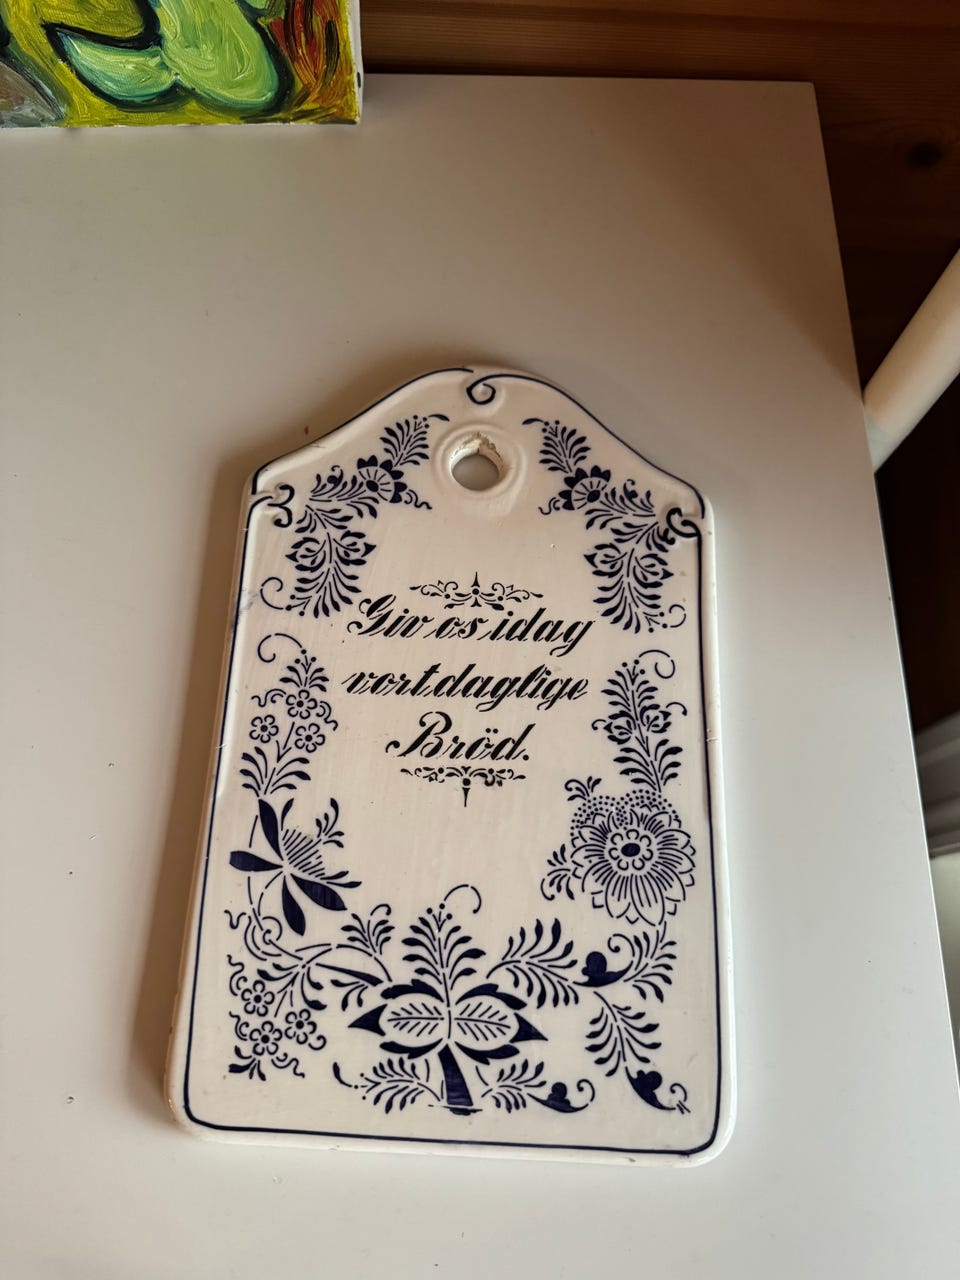 Giv os idag
vort daglige
Bröd.